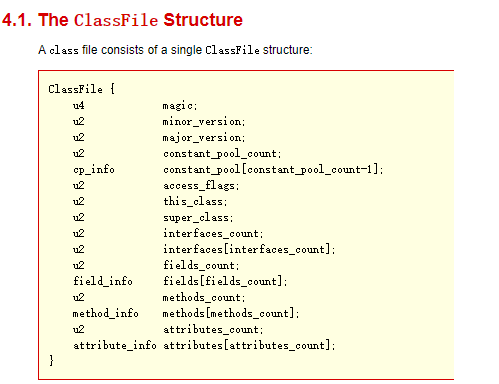 4.1. The ClassFile Structure
A class file consists of a single ClassFile structure:
ClassFile {
u4 magic;
u2 minor_version;
u2 major_version;
u2 constant_pool_count;
cp_info constant_pool[constant_pool_count-1];
u2 access_flags;
u2 this_class;
u2 super_class;
u2 interfaces_count;
u2 interfaces[interfaces_count];
u2 fields_count;
field_info fields[fields_count];
u2 methods_count;
method_info methods[methods_count];
u2 attributes_count;
attribute_info attributes[attributes_count];
}